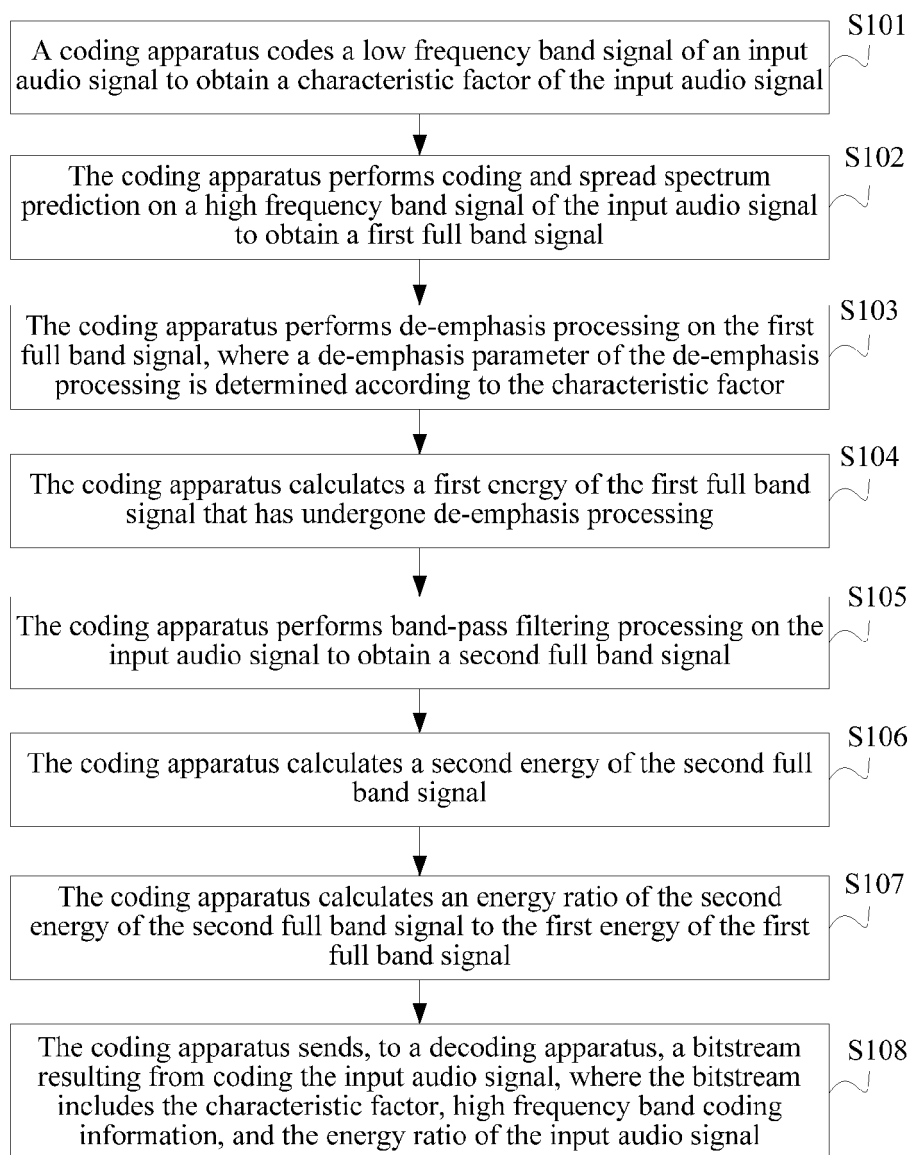 S101
A coding apparatus codes a low frequency band signal of an input
audio signal to obtain a characteristic factor of the input audio signal
S102
The coding apparatus performs coding and spread spectrum
prediction on a high frequency band signal of the input audio signal
to obtain a first full band signal
S103
The coding apparatus performs de-emphasis processing on the first
full band signal, where a de-emphasis parameter of the de-emphasis
processing is determined according to the characteristic factor
S104
The coding apparatus calculates a first energy of the first full band
signal that has undergone de-emphasis processing
S105
The coding apparatus performs band-pass filtering processing on the
input audio signal to obtain a second full band signal
S106
The coding apparatus calculates a second energy of the second full
band signal
S107
The coding apparatus calculates an energy ratio of the second
energy of the second full band signal to the first energy of the first
full band signal
S108
The coding apparatus sends, to a decoding apparatus, a bitstream
resulting from coding the input audio signal, where the bitstream
includes the characteristic factor, high frequency band coding
information, and the energy ratio of the input audio signal